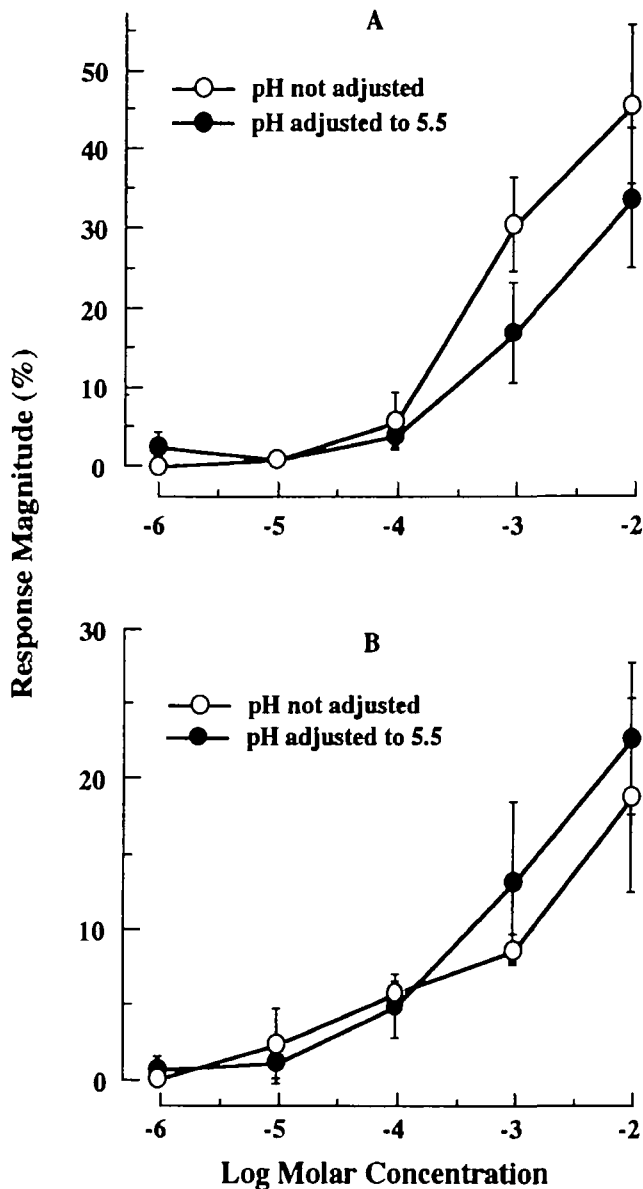 A
50
40
30
20
10
0
pH not adjusted
pH adjusted to 5.5
-6 -5 -4 -3 -2
Response Magnitude (%)
B
30
20
10
0
pH not adjusted
pH adjusted to 5.5
-6 -5 -4 -3 -2
Log Molar Concentration